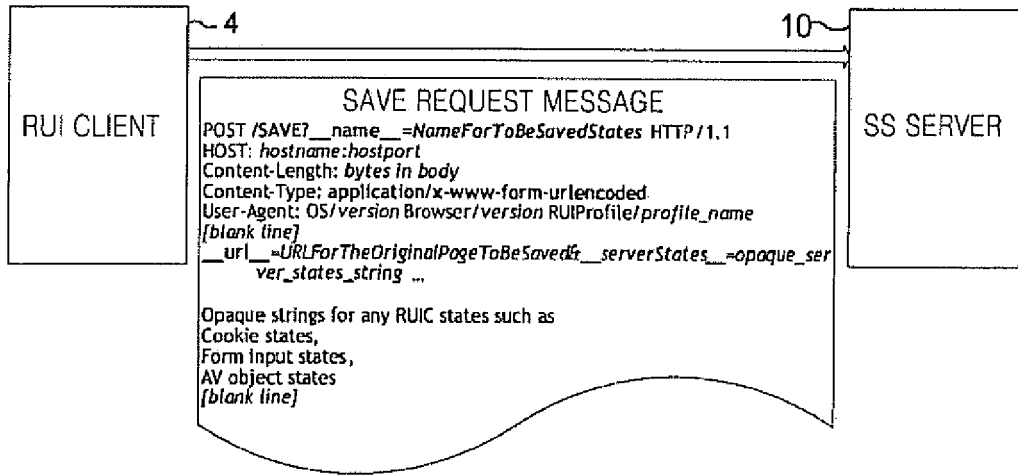 4
10
RUI CLIENT
SS SERVER
SAVE REQUEST MESSAGE
POST /SAVE?__name__=NameForToBeSavedStates HTTP/1.1
HOST: hostname:hostport
Content-Length: bytes in body
Content-Type: application/x-www-form-urlencoded
User-Agent: OS/version Browser/version RUIProfile/profile_name
[blank line]
__url__=URLForTheOriginalPageToBeSaved&__serverStates__=opaque_ser
ver_states_string ...
Opaque strings for any RUIC states such as
Cookie states,
Form input states,
AV object states
[blank line]